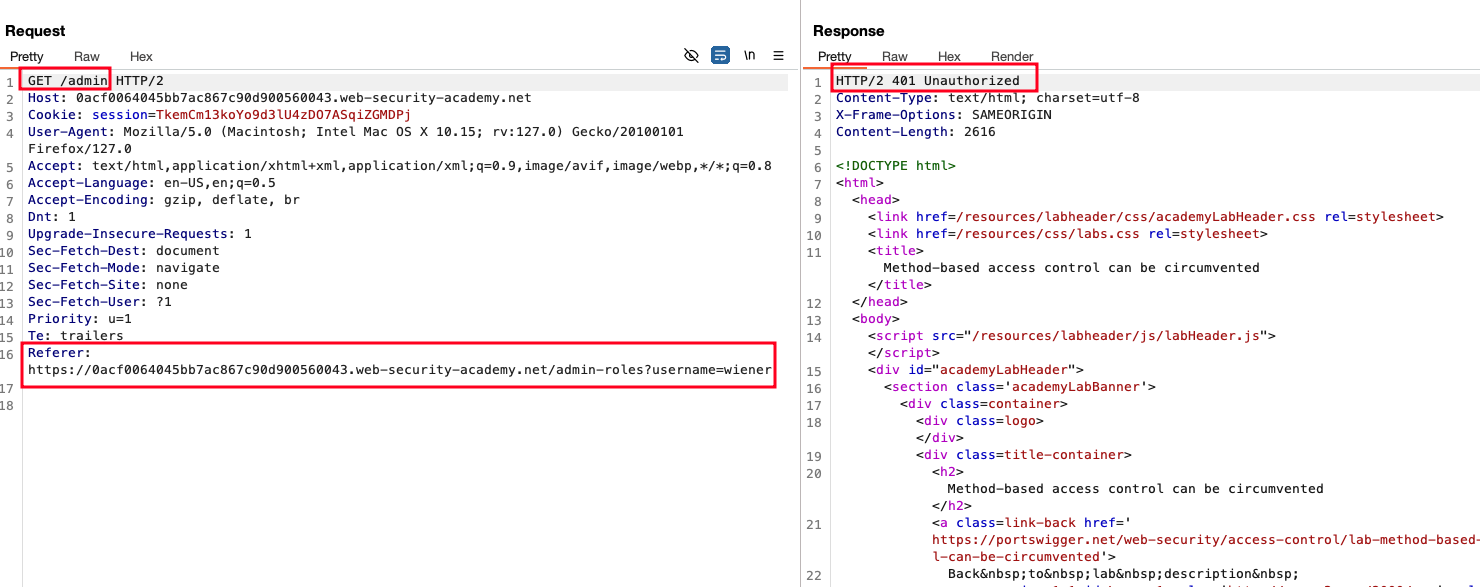 Request
Pretty Raw Hex \n
1 GET /admin HTTP/2
2 Host: 0acf0064045bb7ac867c90d900560043.web-security-academy.net
3 Cookie: session=TkemCm13koYo9d3lU4zDO7ASqiZGMDPj
4 User-Agent: Mozilla/5.0 (Macintosh; Intel Mac OS X 10.15; rv:127.0) Gecko/20100101
Firefox/127.0
5 Accept: text/html,application/xhtml+xml,application/xml;q=0.9,image/avif,image/webp,*/*;q=0.8
6 Accept-Language: en-US,en;q=0.5
7 Accept-Encoding: gzip, deflate, br
8 Dnt: 1
9 Upgrade-Insecure-Requests: 1
10 Sec-Fetch-Dest: document
11 Sec-Fetch-Mode: navigate
12 Sec-Fetch-Site: none
13 Sec-Fetch-User: ?1
14 Priority: u=1
15 Te: trailers
16 Referer:
https://0acf0064045bb7ac867c90d900560043.web-security-academy.net/admin-roles?username=wiener
17
18
Response
Pretty Raw Hex Render
1 HTTP/2 401 Unauthorized
2 Content-Type: text/html; charset=utf-8
3 X-Frame-Options: SAMEORIGIN
4 Content-Length: 2616
5
6 <!DOCTYPE html>
7 <html>
8 <head>
9 <link href=/resources/labheader/css/academyLabHeader.css rel=stylesheet>
10 <link href=/resources/css/labs.css rel=stylesheet>
11 <title>
Method-based access control can be circumvented
</title>
12 </head>
13 <body>
14 <script src="/resources/labheader/js/labHeader.js">
</script>
15 <div id="academyLabHeader">
16 <section class='academyLabBanner'>
17 <div class=container>
18 <div class=logo>
</div>
19 <div class=title-container>
20 <h2>
Method-based access control can be circumvented
</h2>
21 <a class=link-back href='
https://portswigger.net/web-security/access-control/lab-method-based-
l-can-be-circumvented'>
22 Back&nbsp;to&nbsp;lab&nbsp;description&nbsp;